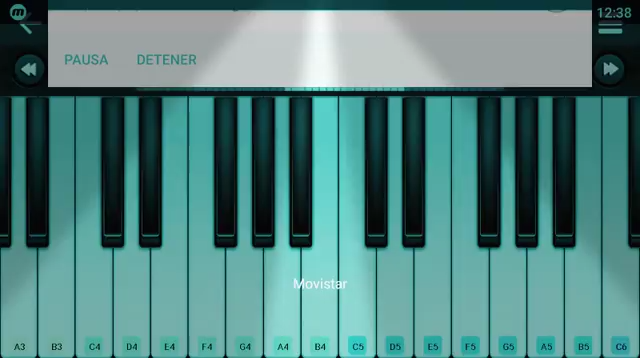 m
12:38
PAUSA DETENER
Movistar
A3 B3 C4 D4 E4 F4 G4 A4 B4 C5 D5 E5 F5 G5 A5 B5 C6